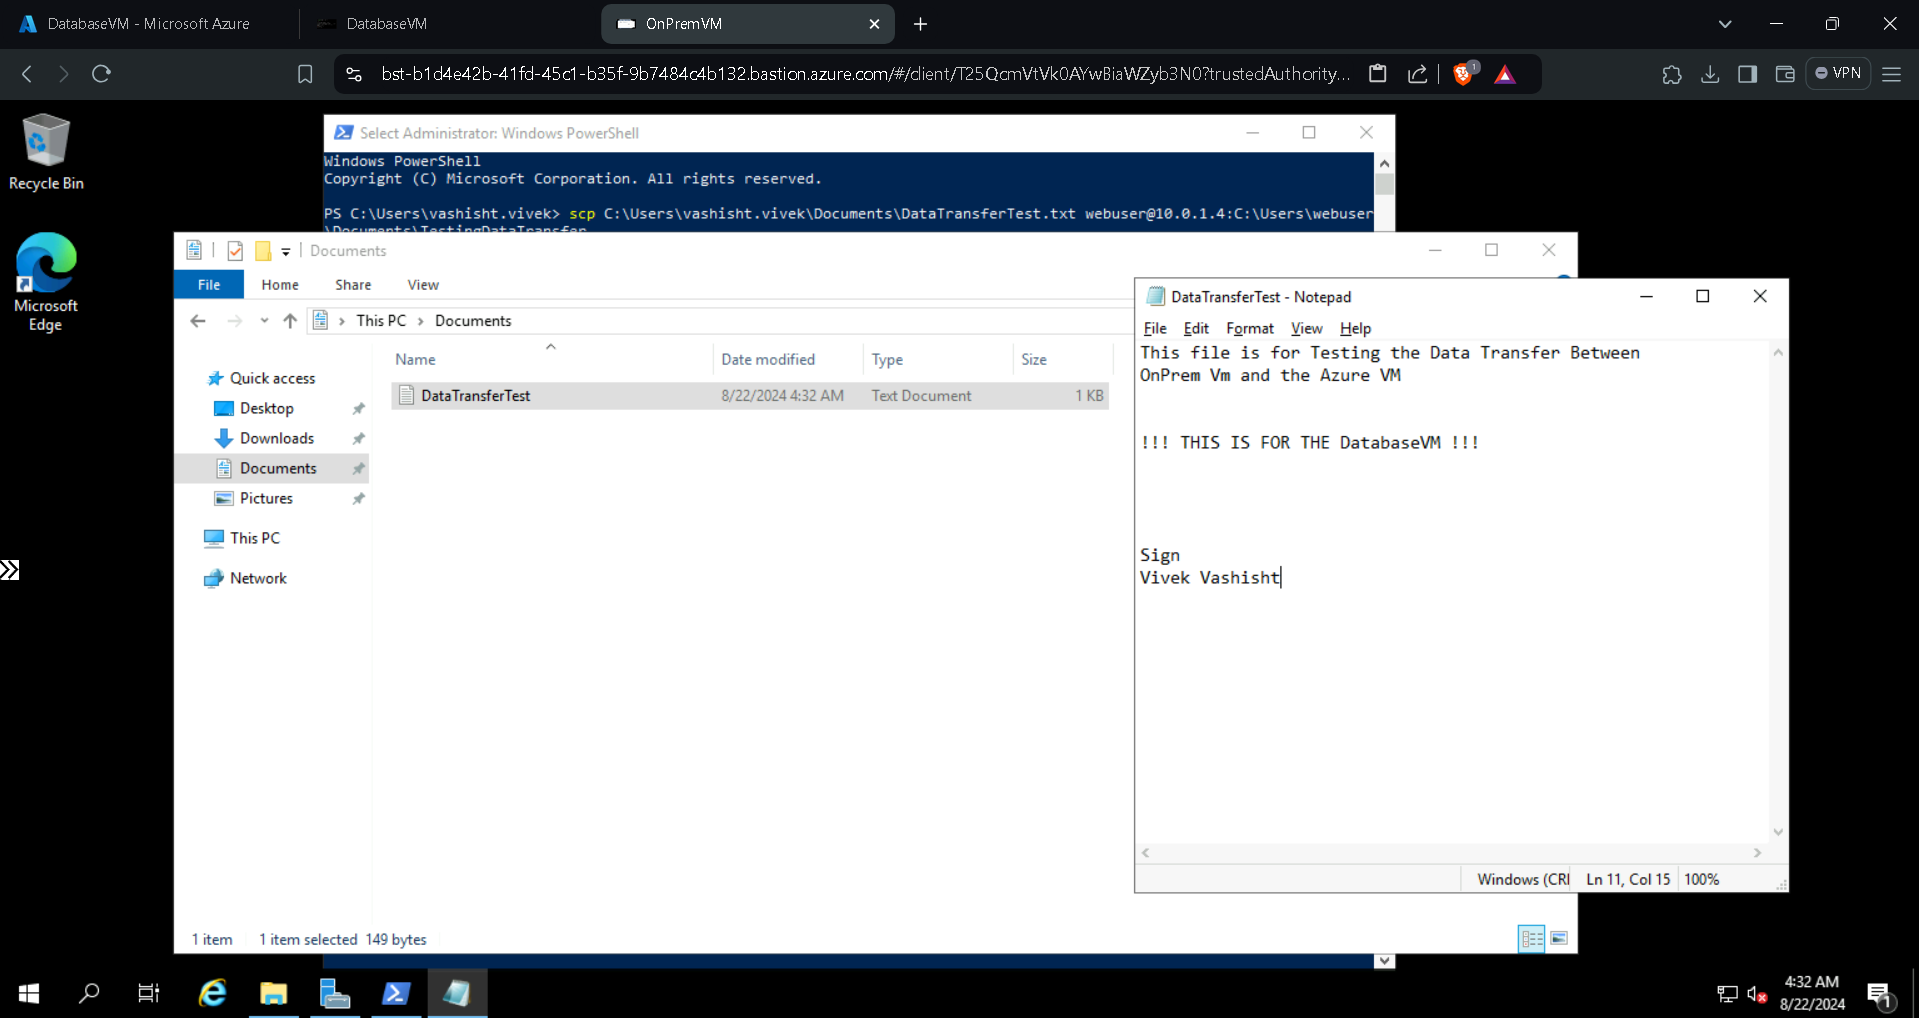 DatabaseVM - Microsoft Azure
DatabaseVM
OnPremVM
bst-b1d4e42b-41fd-45c1-b35f-9b7484c4b132.bastion.azure.com/#/client/T25QcmVtVk0AYwBiaWZyb3N0?trustedAuthority...
1
VPN
Recycle Bin
Microsoft
Edge
Select Administrator: Windows PowerShell
Windows PowerShell
Copyright (C) Microsoft Corporation. All rights reserved.
PS C:\Users\vashisht.vivek> scp C:\Users\vashisht.vivek\Documents\DataTransferTest.txt webuser@10.0.1.4:C:\Users\webuser
\Documents\TestingDataTransfer
Documents
File Home Share View
This PC > Documents
Name Date modified Type Size
DataTransferTest 8/22/2024 4:32 AM Text Document 1 KB
Quick access
Desktop
Downloads
Documents
Pictures
This PC
Network
1 item 1 item selected 149 bytes
DataTransferTest - Notepad
File Edit Format View Help
This file is for Testing the Data Transfer Between
OnPrem Vm and the Azure VM
!!! THIS IS FOR THE DatabaseVM !!!
Sign
Vivek Vashisht
Windows (CRI Ln 11, Col 15 100%
4:32 AM
8/22/2024
1